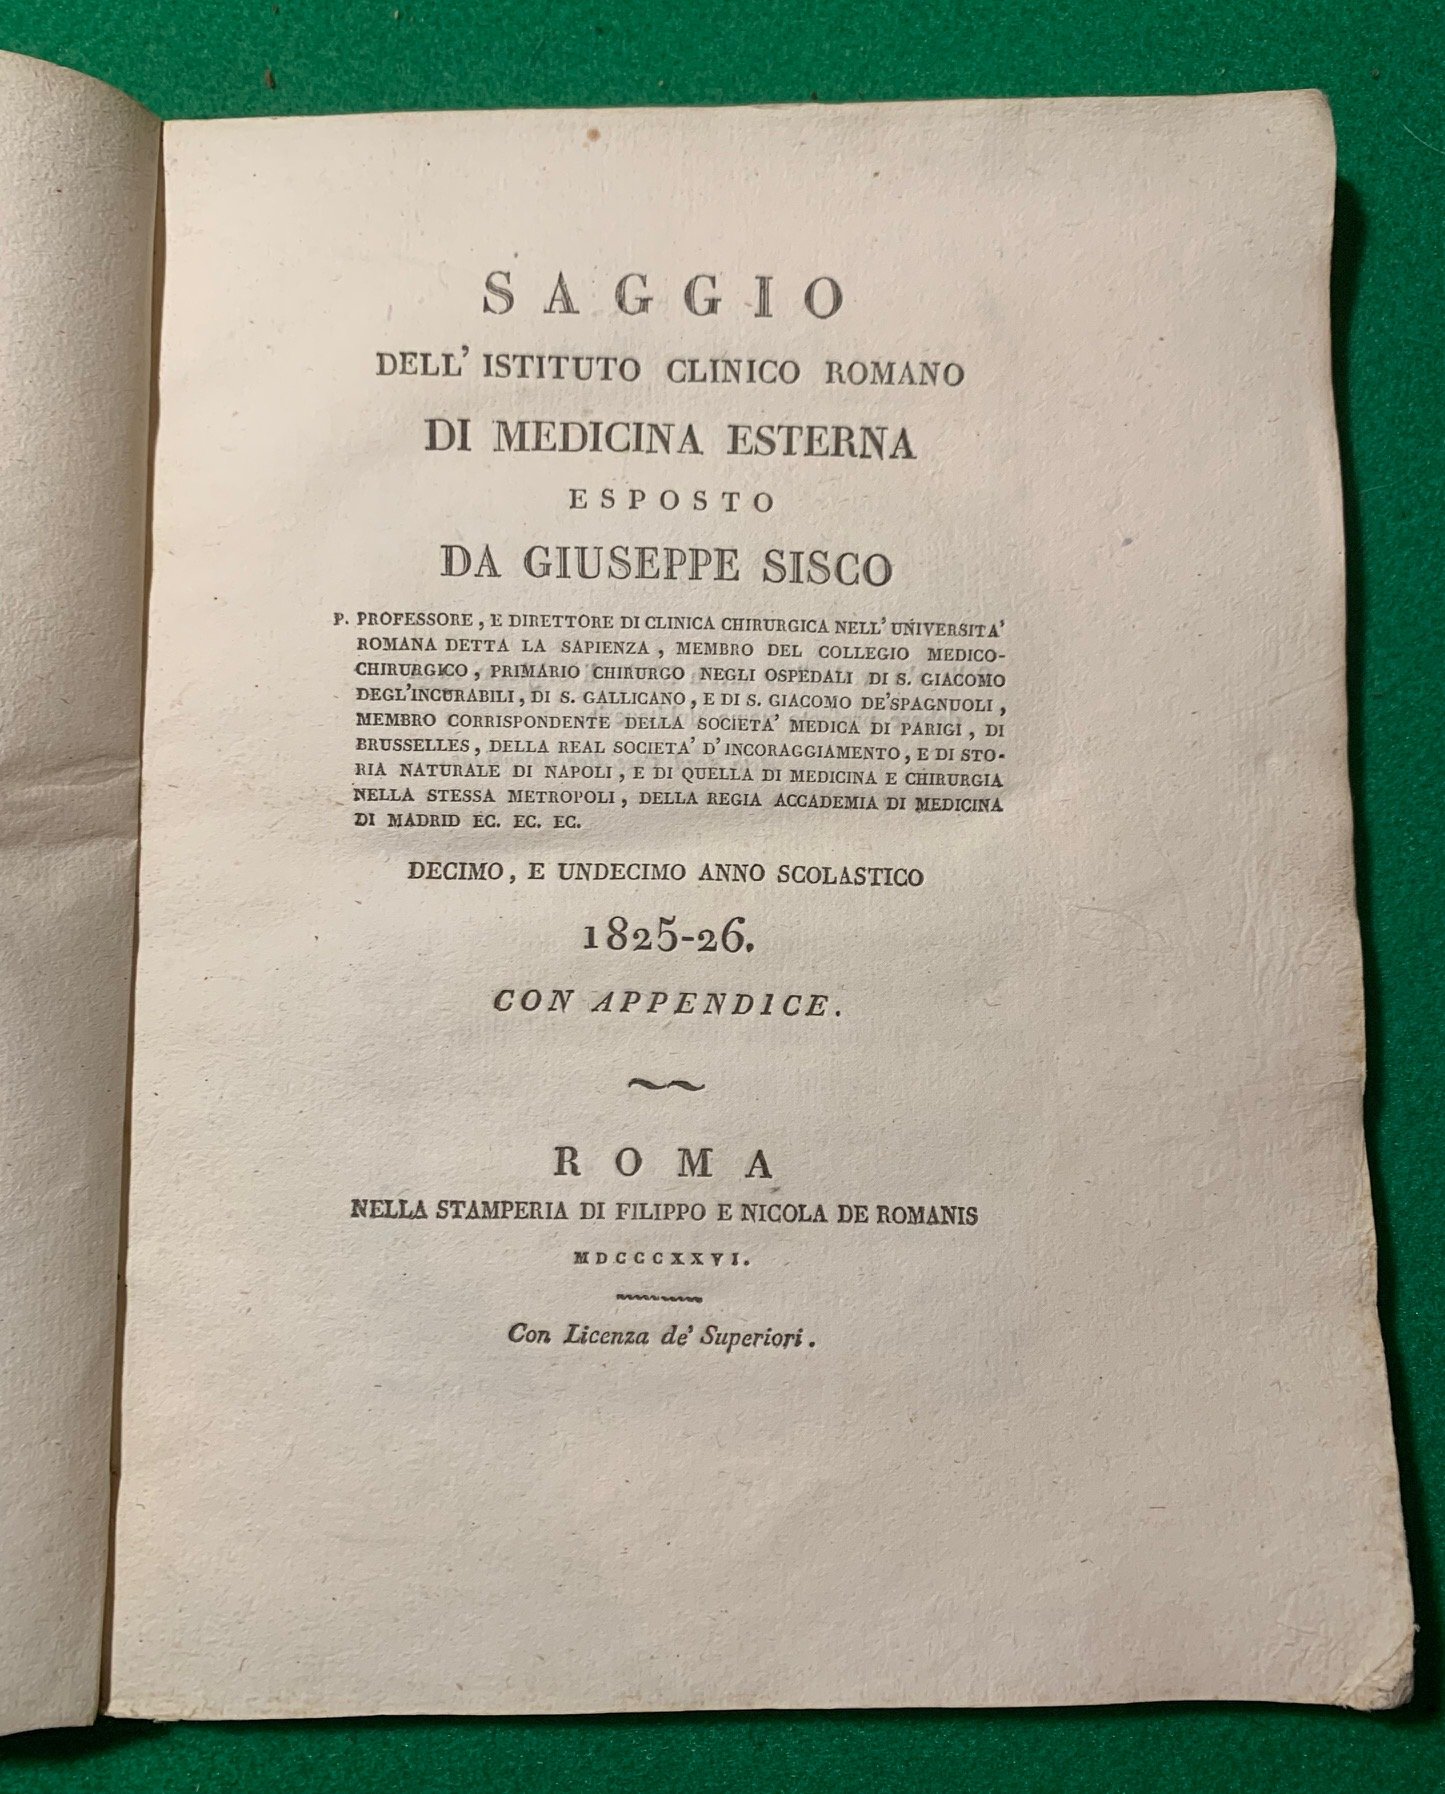 SAGGIO
DELL' ISTITUTO CLINICO ROMANO
DI MEDICINA ESTERNA
ESPOSTO
DA GIUSEPPE SISCO
P. PROFESSORE, E DIRETTORE DI CLINICA CHIRURGICA NELL' UNIVERSITA'
ROMANA DETTA LA SAPIENZA, MEMBRO DEL COLLEGIO MEDICO-
CHIRURGICO, PRIMARIO CHIRURGO NEGLI OSPEDALI DI S. GIACOMO
DEGL'INCURABILI, DI S. GALLICANO, E DI S. GIACOMO DE'SPAGNUOLI,
MEMBRO CORRISPONDENTE DELLA SOCIETA' MEDICA DI PARIGI, DI
BRUSSELLES, DELLA REAL SOCIETA' D'INCORAGGIAMENTO, E DI STO-
RIA NATURALE DI NAPOLI, E DI QUELLA DI MEDICINA E CHIRURGIA
NELLA STESSA METROPOLI, DELLA REGIA ACCADEMIA DI MEDICINA
DI MADRID EC. EC. EC.
DECIMO, E UNDECIMO ANNO SCOLASTICO
1825-26.
CON APPENDICE.
ROMA
NELLA STAMPERIA DI FILIPPO E NICOLA DE ROMANIS
MDCCCXXVI.
Con Licenza de' Superiori.